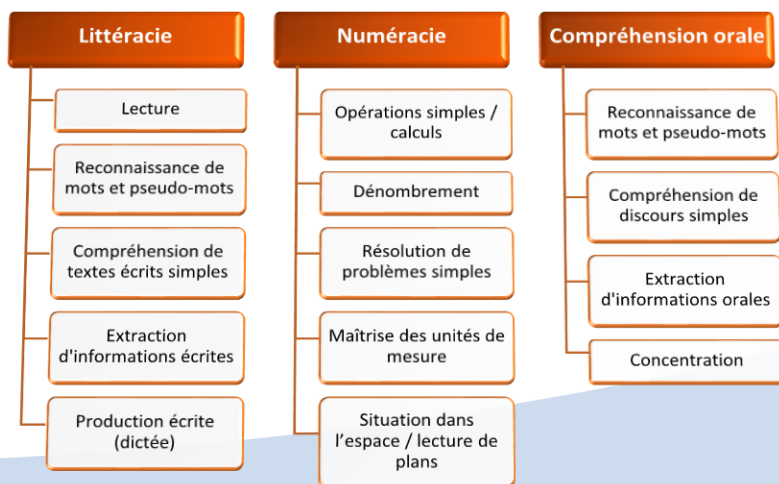 Littéracie
Lecture
Reconnaissance de
mots et pseudo-mots
Compréhension de
textes écrits simples
Extraction
d'informations écrites
Production écrite
(dictée)
Numéracie
Opérations simples /
calculs
Dénombrement
Résolution de
problèmes simples
Maîtrise des unités de
mesure
Situation dans
l'espace / lecture de
plans
Compréhension orale
Reconnaissance de
mots et pseudo-mots
Compréhension de
discours simples
Extraction
d'informations orales
Concentration